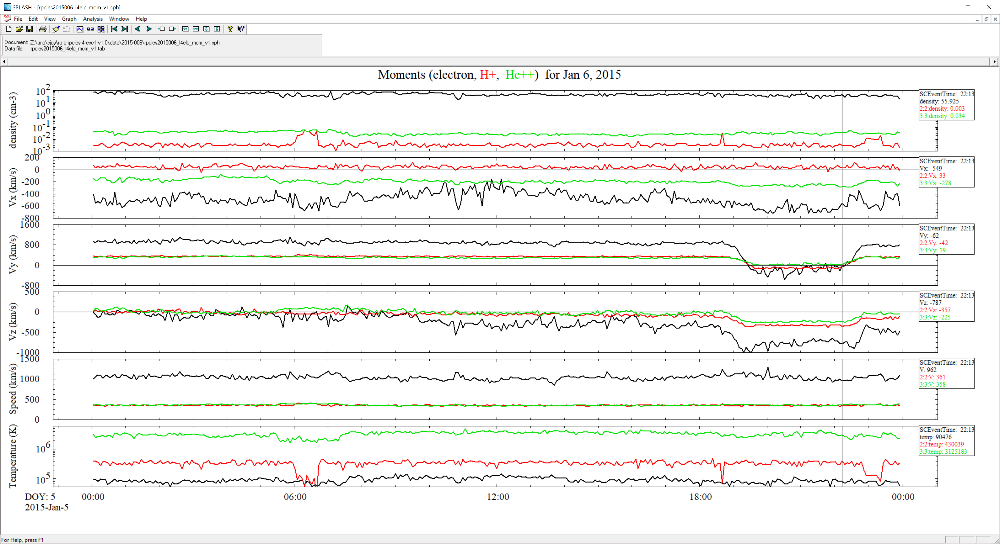 SPLASH - [rpcies2015006_l4elc_mom_v1.sph]
File Edit View Graph Analysis Window Help
Document: Z:\tmp\sjoy\ro-c-rpcies-4-esc1-v1.0\data\2015-006\rpcies2015006_l4elc_mom_v1.sph
Data file: rpcies2015006_l4elc_mom_v1.tab
Moments (electron, H+, He++) for Jan 6, 2015
density (cm-3)
10^2
10^1
10^0
10^-1
10^-2
10^-3
SCEventTime: 22:13
density: 55.925
2:2:density: 0.003
3:3:density: 0.034
Vx (km/s)
200
0
-200
-400
-600
-800
SCEventTime: 22:13
Vx: -549
2:2:Vx: 33
3:3:Vx: -278
Vy (km/s)
1600
800
0
-800
SCEventTime: 22:13
Vy: -62
2:2:Vy: -42
3:3:Vy: 19
Vz (km/s)
500
0
-500
-1000
SCEventTime: 22:13
Vz: -787
2:2:Vz: -357
3:3:Vz: -225
Speed (km/s)
1500
1000
500
0
SCEventTime: 22:13
V: 962
2:2:V: 361
3:3:V: 358
Temperature (K)
10^6
10^5
SCEventTime: 22:13
temp: 90476
2:2:temp: 430039
3:3:temp: 3125183
DOY: 5 00:00 06:00 12:00 18:00 00:00
2015-Jan-5
For Help, press F1